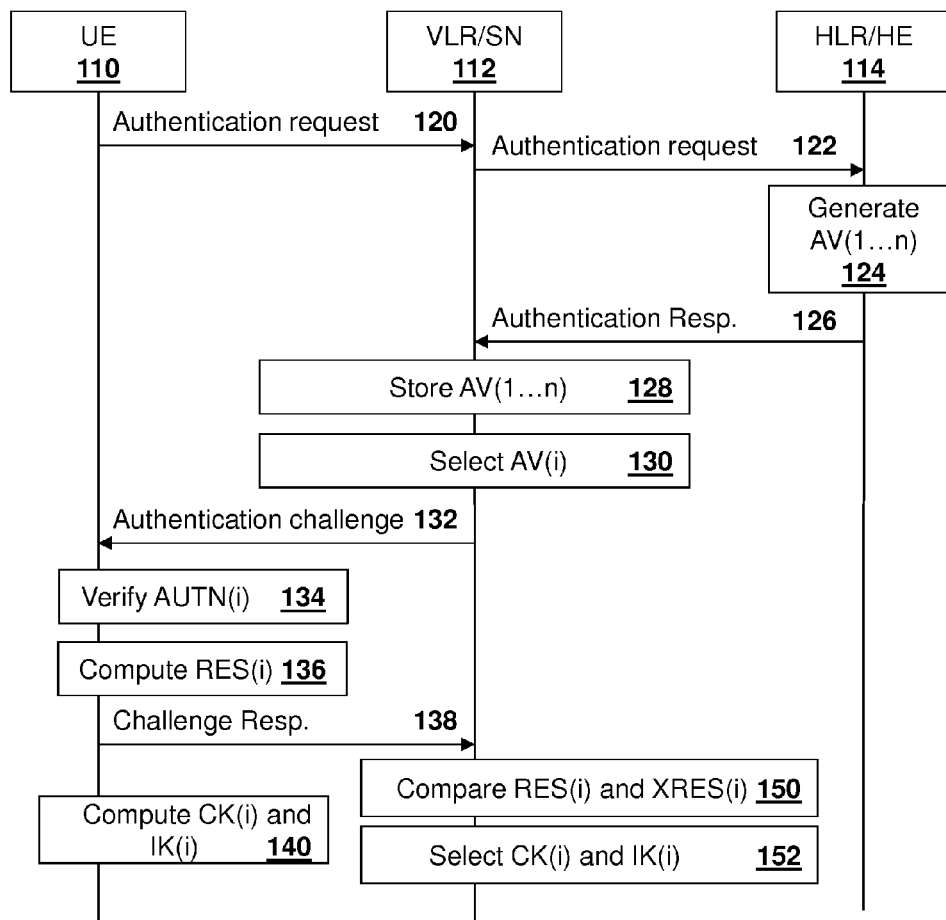 UE
110
VLR/SN
112
HLR/HE
114
Authentication request 120
Authentication request 122
Generate
AV(1...n)
124
Authentication Resp. 126
Store AV(1...n) 128
Select AV(i) 130
Authentication challenge 132
Verify AUTN(i) 134
Compute RES(i) 136
Challenge Resp. 138
Compare RES(i) and XRES(i) 150
Compute CK(i) and
IK(i) 140
Select CK(i) and IK(i) 152